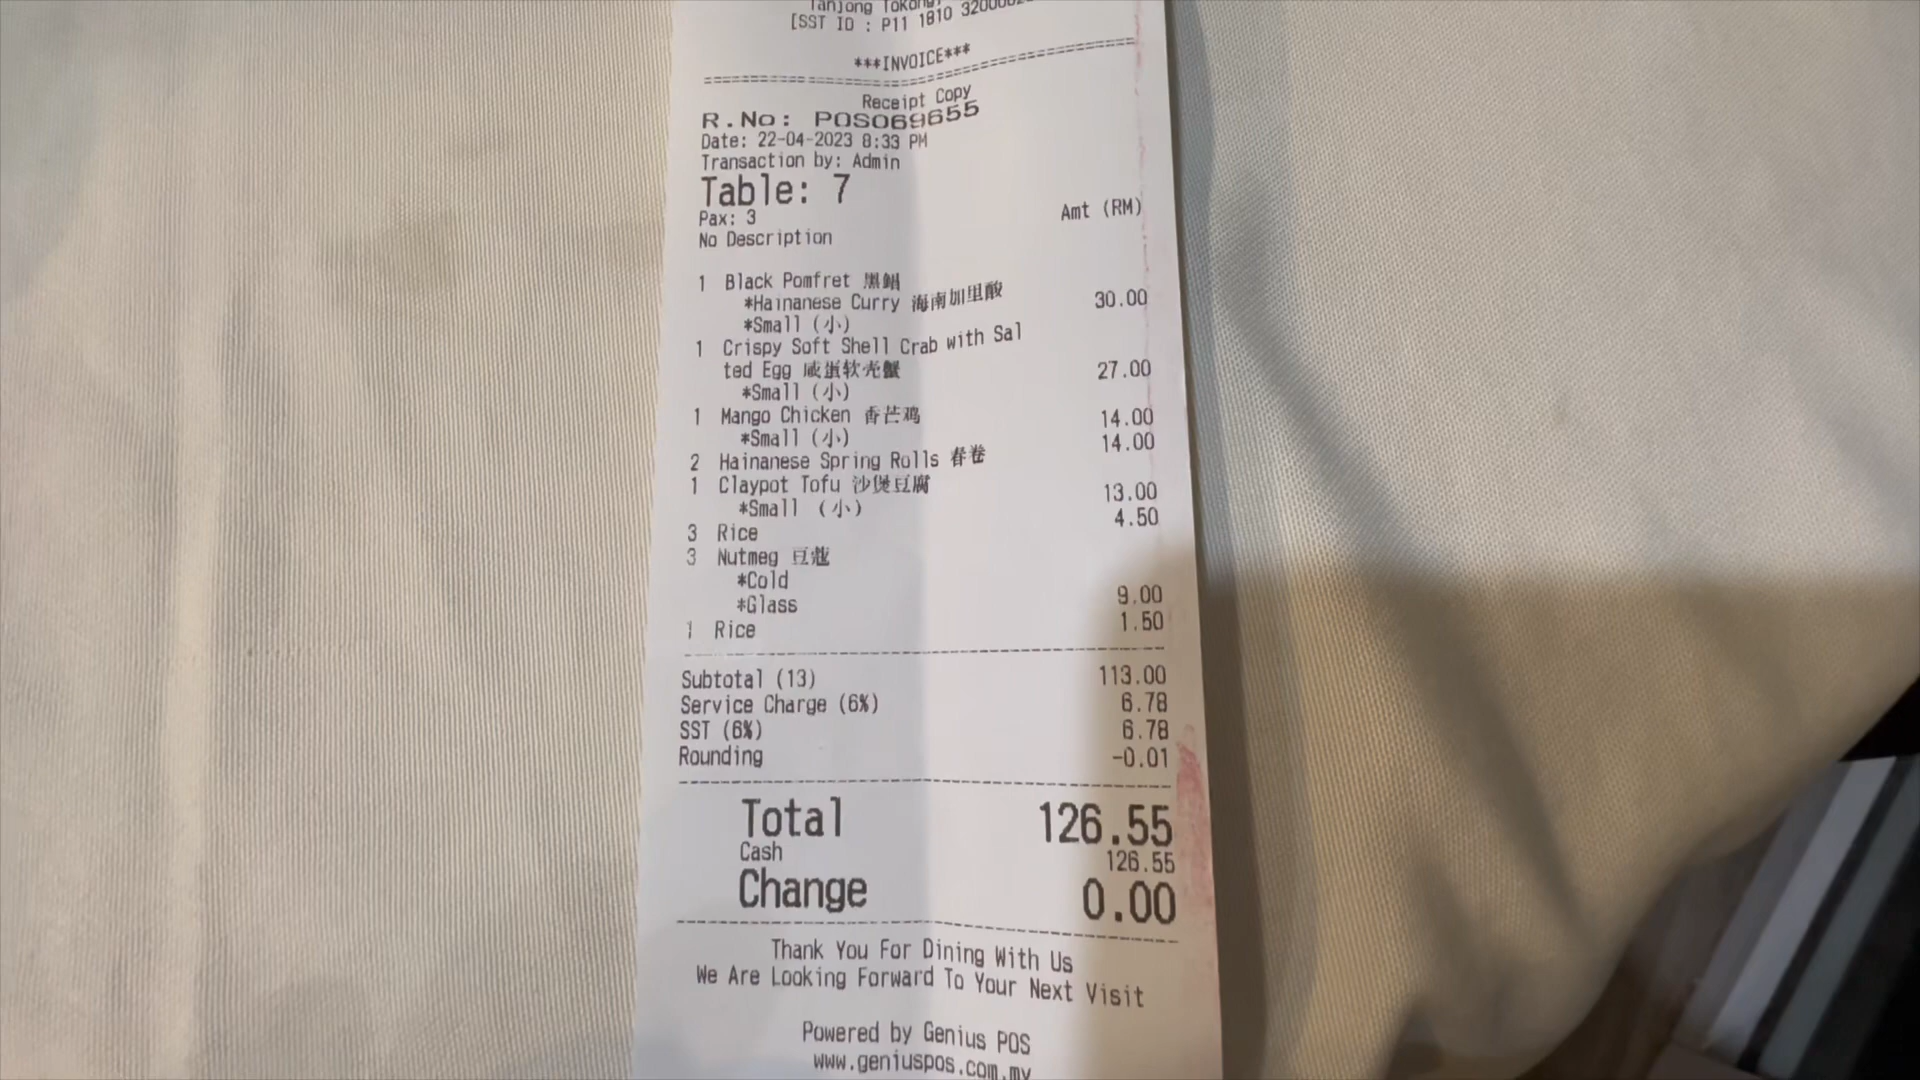 Tanjong Tokong,
[SST ID : P11 1810
***INVOICE***
Receipt Copy
R.No: POS069655
Date: 22-04-2023 8:33 PM
Transaction by: Admin
Table: 7
Pax: 3
Amt (RM)
No Description
1 Black Pomfret 黑鲳
*Hainanese Curry 海南加里酸 30.00
*Small (小)
1 Crispy Soft Shell Crab with Sal
ted Egg 咸蛋软壳蟹 27.00
*Small (小)
1 Mango Chicken 香芒鸡 14.00
*Small (小) 14.00
2 Hainanese Spring Rolls 春卷
1 Claypot Tofu 沙煲豆腐 13.00
*Small (小) 4.50
3 Rice
3 Nutmeg 豆蔻
*Cold
*Glass 9.00
1 Rice 1.50
Subtotal (13) 113.00
Service Charge (6%) 6.78
SST (6%) 6.78
Rounding -0.01
Total 126.55
Cash 126.55
Change 0.00
Thank You For Dining With Us
We Are Looking Forward To Your Next Visit
Powered by Genius POS
www.geniuspos.com.my